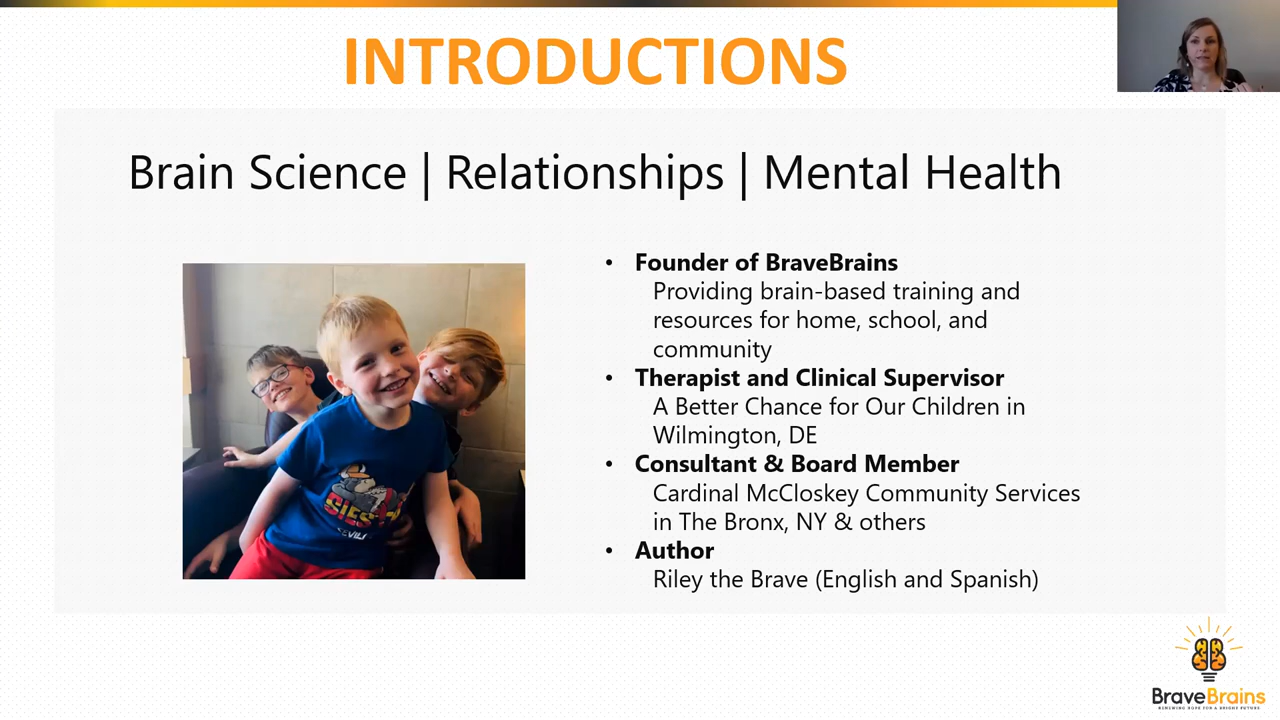 INTRODUCTIONS
Brain Science | Relationships | Mental Health
• Founder of BraveBrains
Providing brain-based training and
resources for home, school, and
community
• Therapist and Clinical Supervisor
A Better Chance for Our Children in
Wilmington, DE
• Consultant & Board Member
Cardinal McCloskey Community Services
in The Bronx, NY & others
• Author
Riley the Brave (English and Spanish)
BraveBrains